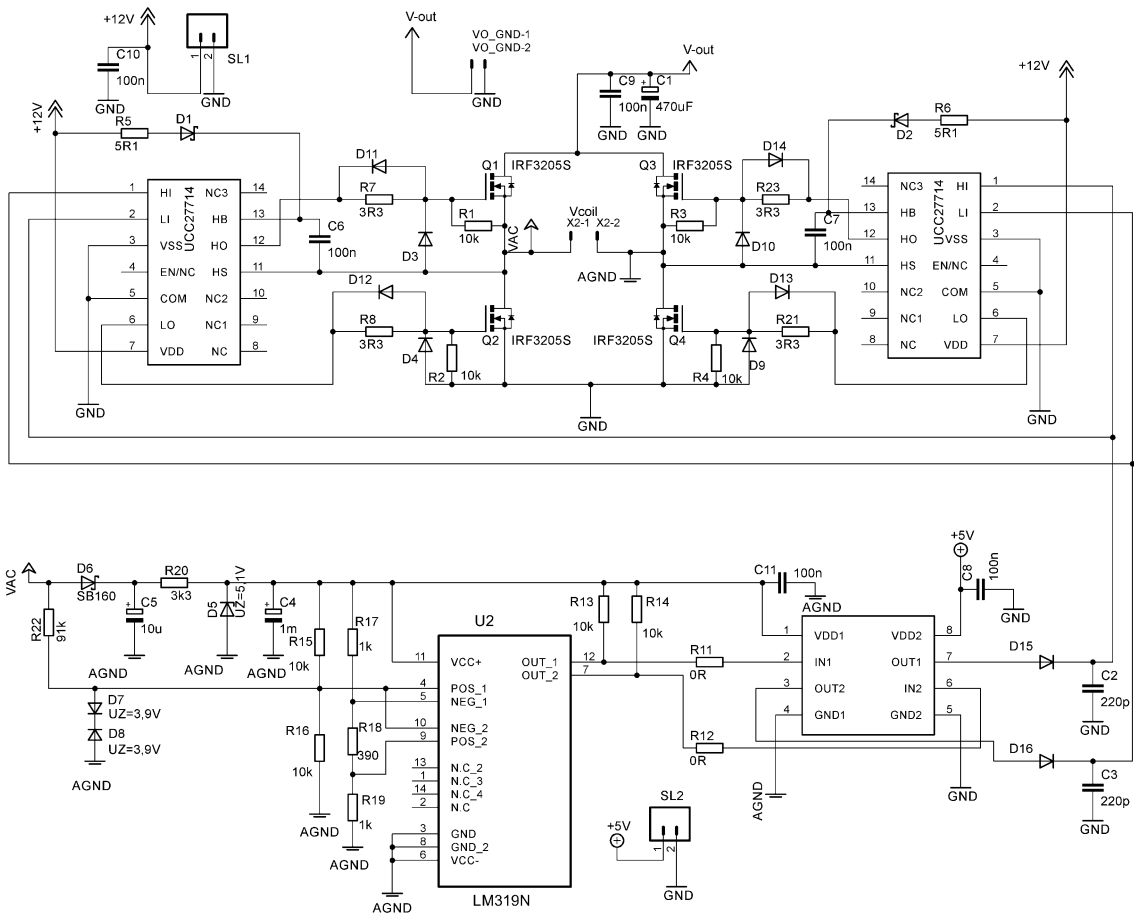 +12V
C10
100n
GND
1
2
SL1
GND
V-out
VO_GND-1
VO_GND-2
GND
V-out
C9
100n
GND
+
C1
470uF
GND
+12V
+12V
R5
5R1
D1
D2
R6
5R1
UCC27714
1
2
3
4
5
6
7
HI
LI
VSS
EN/NC
COM
LO
VDD
NC3
HB
HO
HS
NC2
NC1
NC
14
13
12
11
10
9
8
GND
C6
100n
D11
R7
3R3
D3
R1
10k
Q1
IRF3205S
VAC
Vcoil
X2-1
X2-2
AGND
D12
R8
3R3
D4
R2
10k
Q2
IRF3205S
GND
Q3
IRF3205S
R3
10k
D14
R23
3R3
D10
C7
100n
IRF3205S
Q4
R4
10k
D13
R21
3R3
D9
UCC27714
14
13
12
11
10
9
8
NC3
HB
HO
HS
NC2
NC1
NC
HI
LI
VSS
EN/NC
COM
LO
VDD
1
2
3
4
5
6
7
GND
VAC
D6
SB160
R22
91k
C5
10u
+
AGND
R20
3k3
D5
UZ=5,1V
AGND
C4
1m
+
AGND
R15
10k
R17
1k
D7
UZ=3,9V
D8
UZ=3,9V
AGND
R16
10k
AGND
R18
390
R19
1k
AGND
U2
LM319N
11
4
5
10
9
13
1
14
2
3
8
6
VCC+
POS_1
NEG_1
NEG_2
POS_2
N.C_2
N.C_3
N.C_4
N.C
GND
GND_2
VCC-
OUT_1
OUT_2
12
7
AGND
R13
10k
R14
10k
R11
0R
R12
0R
C11
100n
AGND
1
2
3
4
VDD1
IN1
OUT2
GND1
VDD2
OUT1
IN2
GND2
8
7
6
5
AGND
GND
+5V
C8
100n
GND
D15
C2
220p
GND
D16
C3
220p
GND
SL2
+5V
1
2
GND